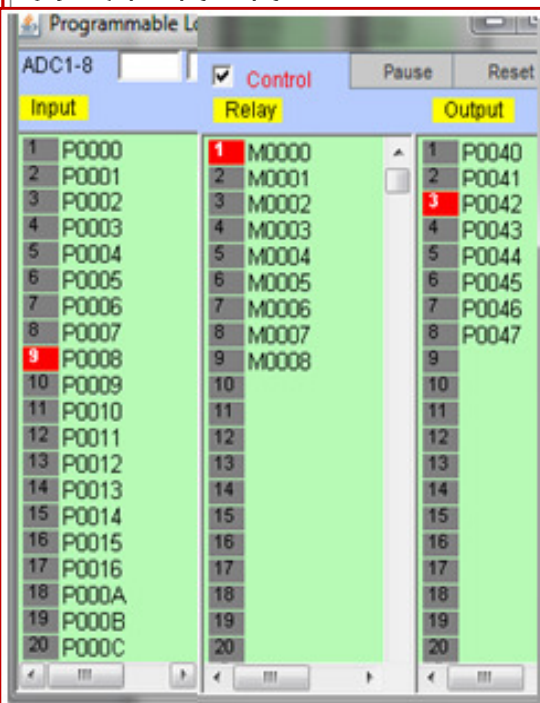 Programmable Lo
ADC1-8
Control
Pause
Reset
Input
Relay
Output
1 P0000
2 P0001
3 P0002
4 P0003
5 P0004
6 P0005
7 P0006
8 P0007
9 P0008
10 P0009
11 P0010
12 P0011
13 P0012
14 P0013
15 P0014
16 P0015
17 P0016
18 P000A
19 P000B
20 P000C
1 M0000
2 M0001
3 M0002
4 M0003
5 M0004
6 M0005
7 M0006
8 M0007
9 M0008
10
11
12
13
14
15
16
17
18
19
20
1 P0040
2 P0041
3 P0042
4 P0043
5 P0044
6 P0045
7 P0046
8 P0047
9
10
11
12
13
14
15
16
17
18
19
20